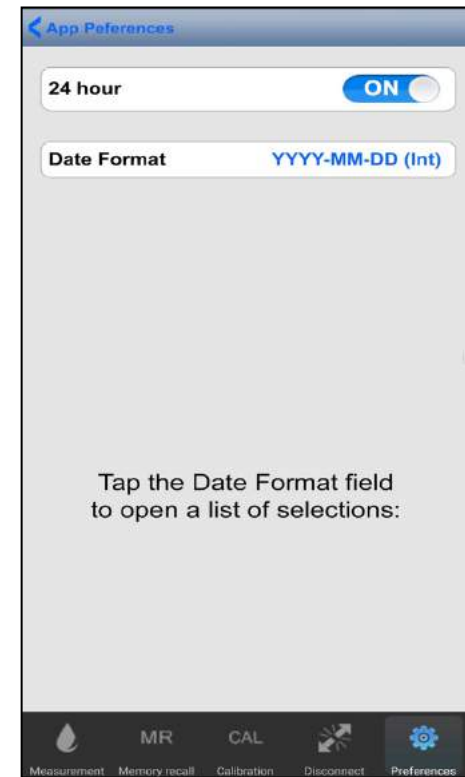 App Peferences
24 hour
ON
Date Format YYYY-MM-DD (Int)
Tap the Date Format field
to open a list of selections:
MR CAL
Measurement Memory recall Calibration Disconnect Preferences